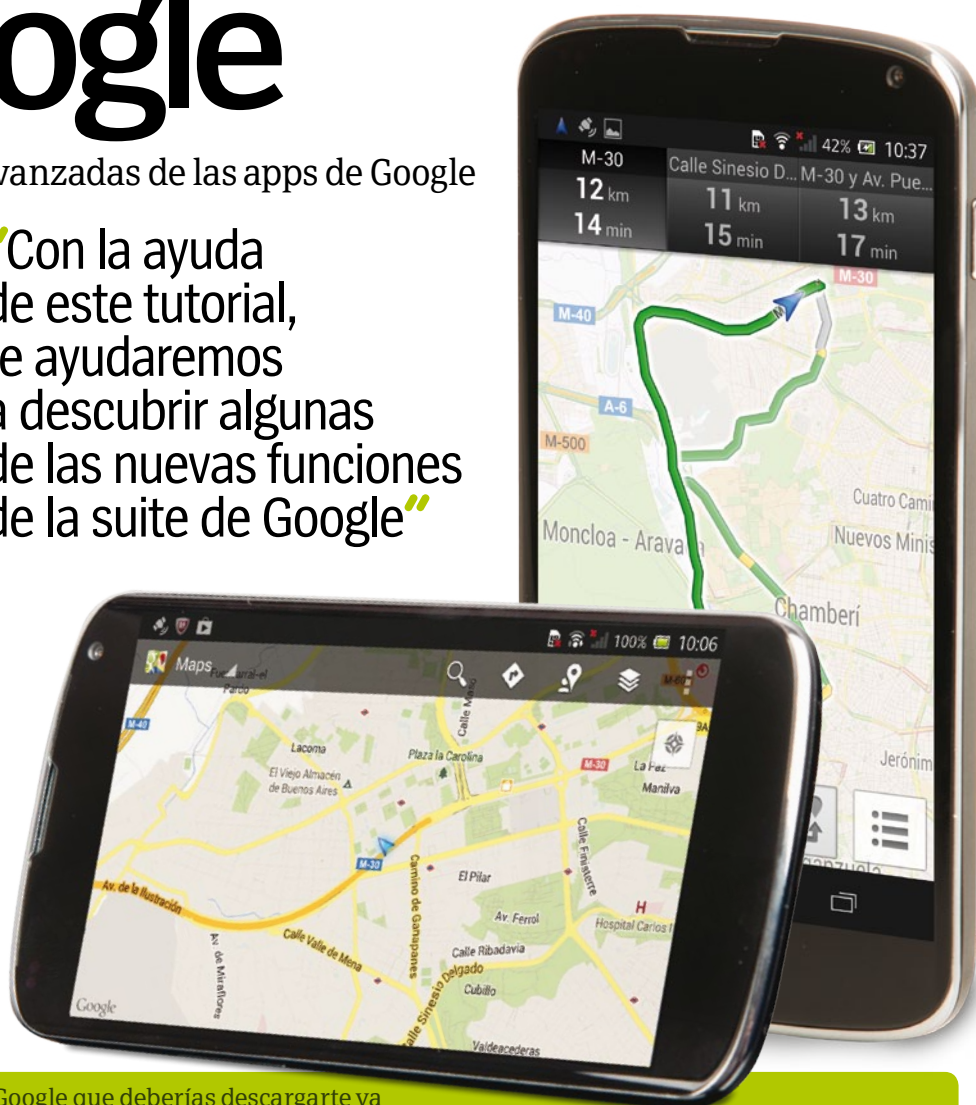 ogle
vanzadas de las apps de Google
"Con la ayuda
de este tutorial,
te ayudaremos
a descubrir algunas
de las nuevas funciones
de la suite de Google"
42% 10:37
M-30
12 km
14 min
Calle Sinesio D...
11 km
15 min
M-30 y Av. Pue...
13 km
17 min
M-30
M-40
A-6
M-500
Cuatro Cami
Nuevos Minis
Moncloa - Arava
Chamberí
Jerónim
100% 10:06
Maps
Pardo
M-40
Calle
Lacoma
Plaza la Carolina
El Viejo Almacén
de Buenos Aires
M-30
La Paz
Manilva
M-30
Calle Finisterre
El Pilar
Camino de Ganapanes
Av. de la Ilustración
Av. Ferrol
H
Hospital Carlos I
Calle Valle de Mena
Av. de Miraflores
Calle Ribadavia
Calle Sinesio Delgado
Cubillo
Google
Valdeacederas
Google que deberías descargarte ya